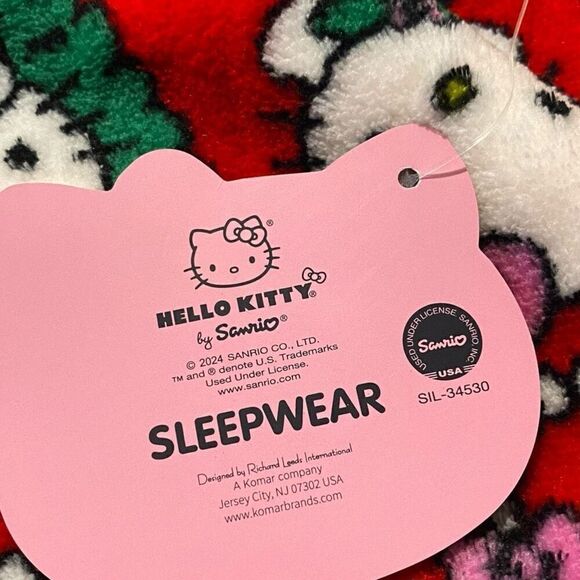 HELLO KITTY®
by Sanrio®
© 2024 SANRIO CO., LTD.
TM and ® denote U.S. Trademarks
Used Under License.
www.sanrio.com
SLEEPWEAR
Designed by Richard Leeds International
A Komar company
Jersey City, NJ 07302 USA
www.komarbrands.com
USED UNDER LICENSE SANRIO, INC.
Sanrio
USA
SIL-34530